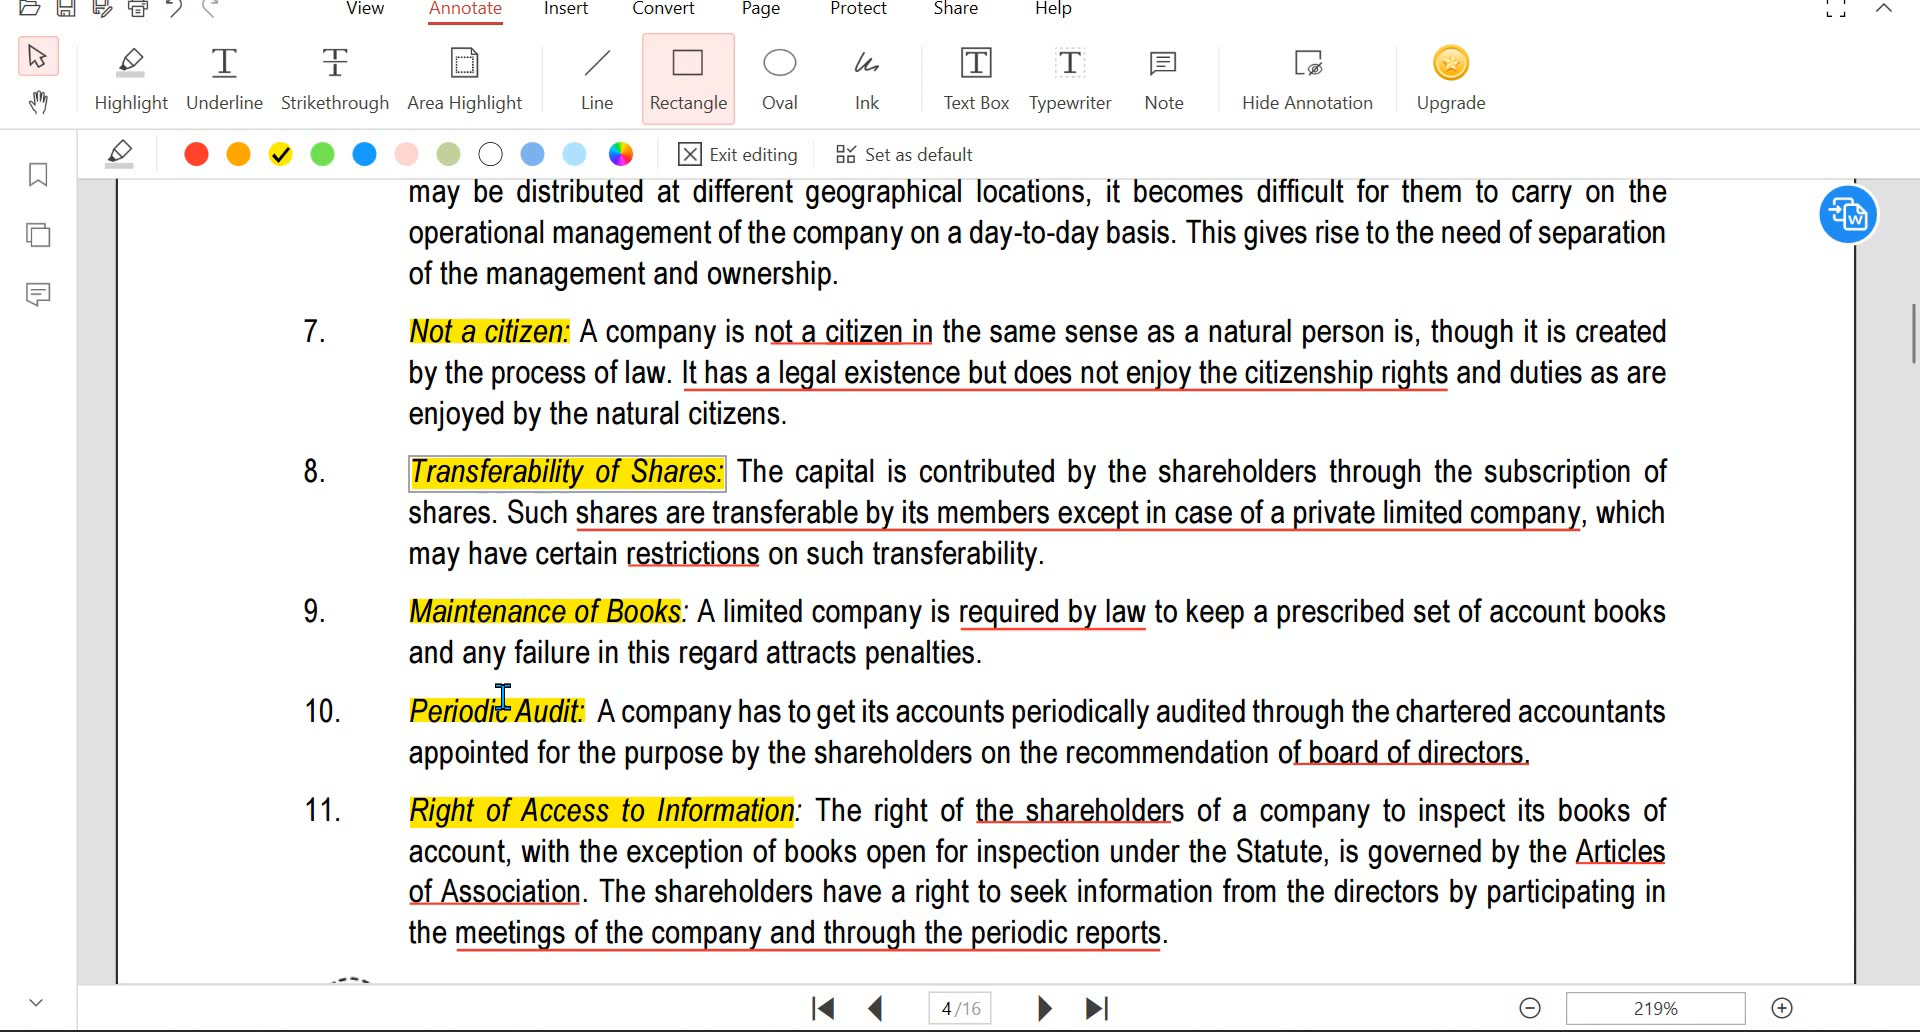 View Annotate Insert Convert Page Protect Share Help
Highlight Underline Strikethrough Area Highlight Line Rectangle Oval Ink Text Box Typewriter Note Hide Annotation Upgrade
Exit editing Set as default
may be distributed at different geographical locations, it becomes difficult for them to carry on the
operational management of the company on a day-to-day basis. This gives rise to the need of separation
of the management and ownership.
7. Not a citizen: A company is not a citizen in the same sense as a natural person is, though it is created
by the process of law. It has a legal existence but does not enjoy the citizenship rights and duties as are
enjoyed by the natural citizens.
8. Transferability of Shares: The capital is contributed by the shareholders through the subscription of
shares. Such shares are transferable by its members except in case of a private limited company, which
may have certain restrictions on such transferability.
9. Maintenance of Books: A limited company is required by law to keep a prescribed set of account books
and any failure in this regard attracts penalties.
10. Periodic Audit: A company has to get its accounts periodically audited through the chartered accountants
appointed for the purpose by the shareholders on the recommendation of board of directors.
11. Right of Access to Information: The right of the shareholders of a company to inspect its books of
account, with the exception of books open for inspection under the Statute, is governed by the Articles
of Association. The shareholders have a right to seek information from the directors by participating in
the meetings of the company and through the periodic reports.
4 /16 219%